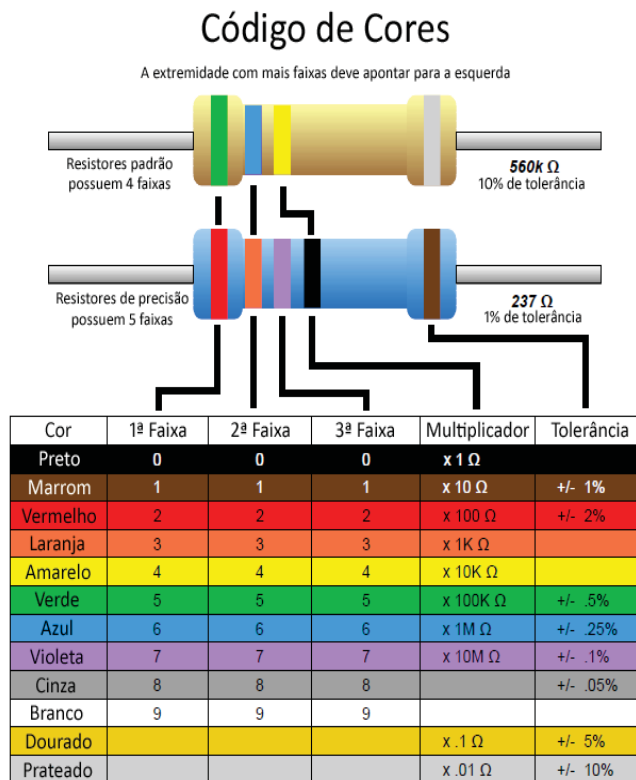 Código de Cores
A extremidade com mais faixas deve apontar para a esquerda
Resistores padrão
possuem 4 faixas
560k Ω
10% de tolerância
Resistores de precisão
possuem 5 faixas
237 Ω
1% de tolerância
Cor 1ª Faixa 2ª Faixa 3ª Faixa Multiplicador Tolerância
Preto 0 0 0 x 1 Ω
Marrom 1 1 1 x 10 Ω +/- 1%
Vermelho 2 2 2 x 100 Ω +/- 2%
Laranja 3 3 3 x 1K Ω
Amarelo 4 4 4 x 10K Ω
Verde 5 5 5 x 100K Ω +/- .5%
Azul 6 6 6 x 1M Ω +/- .25%
Violeta 7 7 7 x 10M Ω +/- .1%
Cinza 8 8 8 +/- .05%
Branco 9 9 9
Dourado x .1 Ω +/- 5%
Prateado x .01 Ω +/- 10%